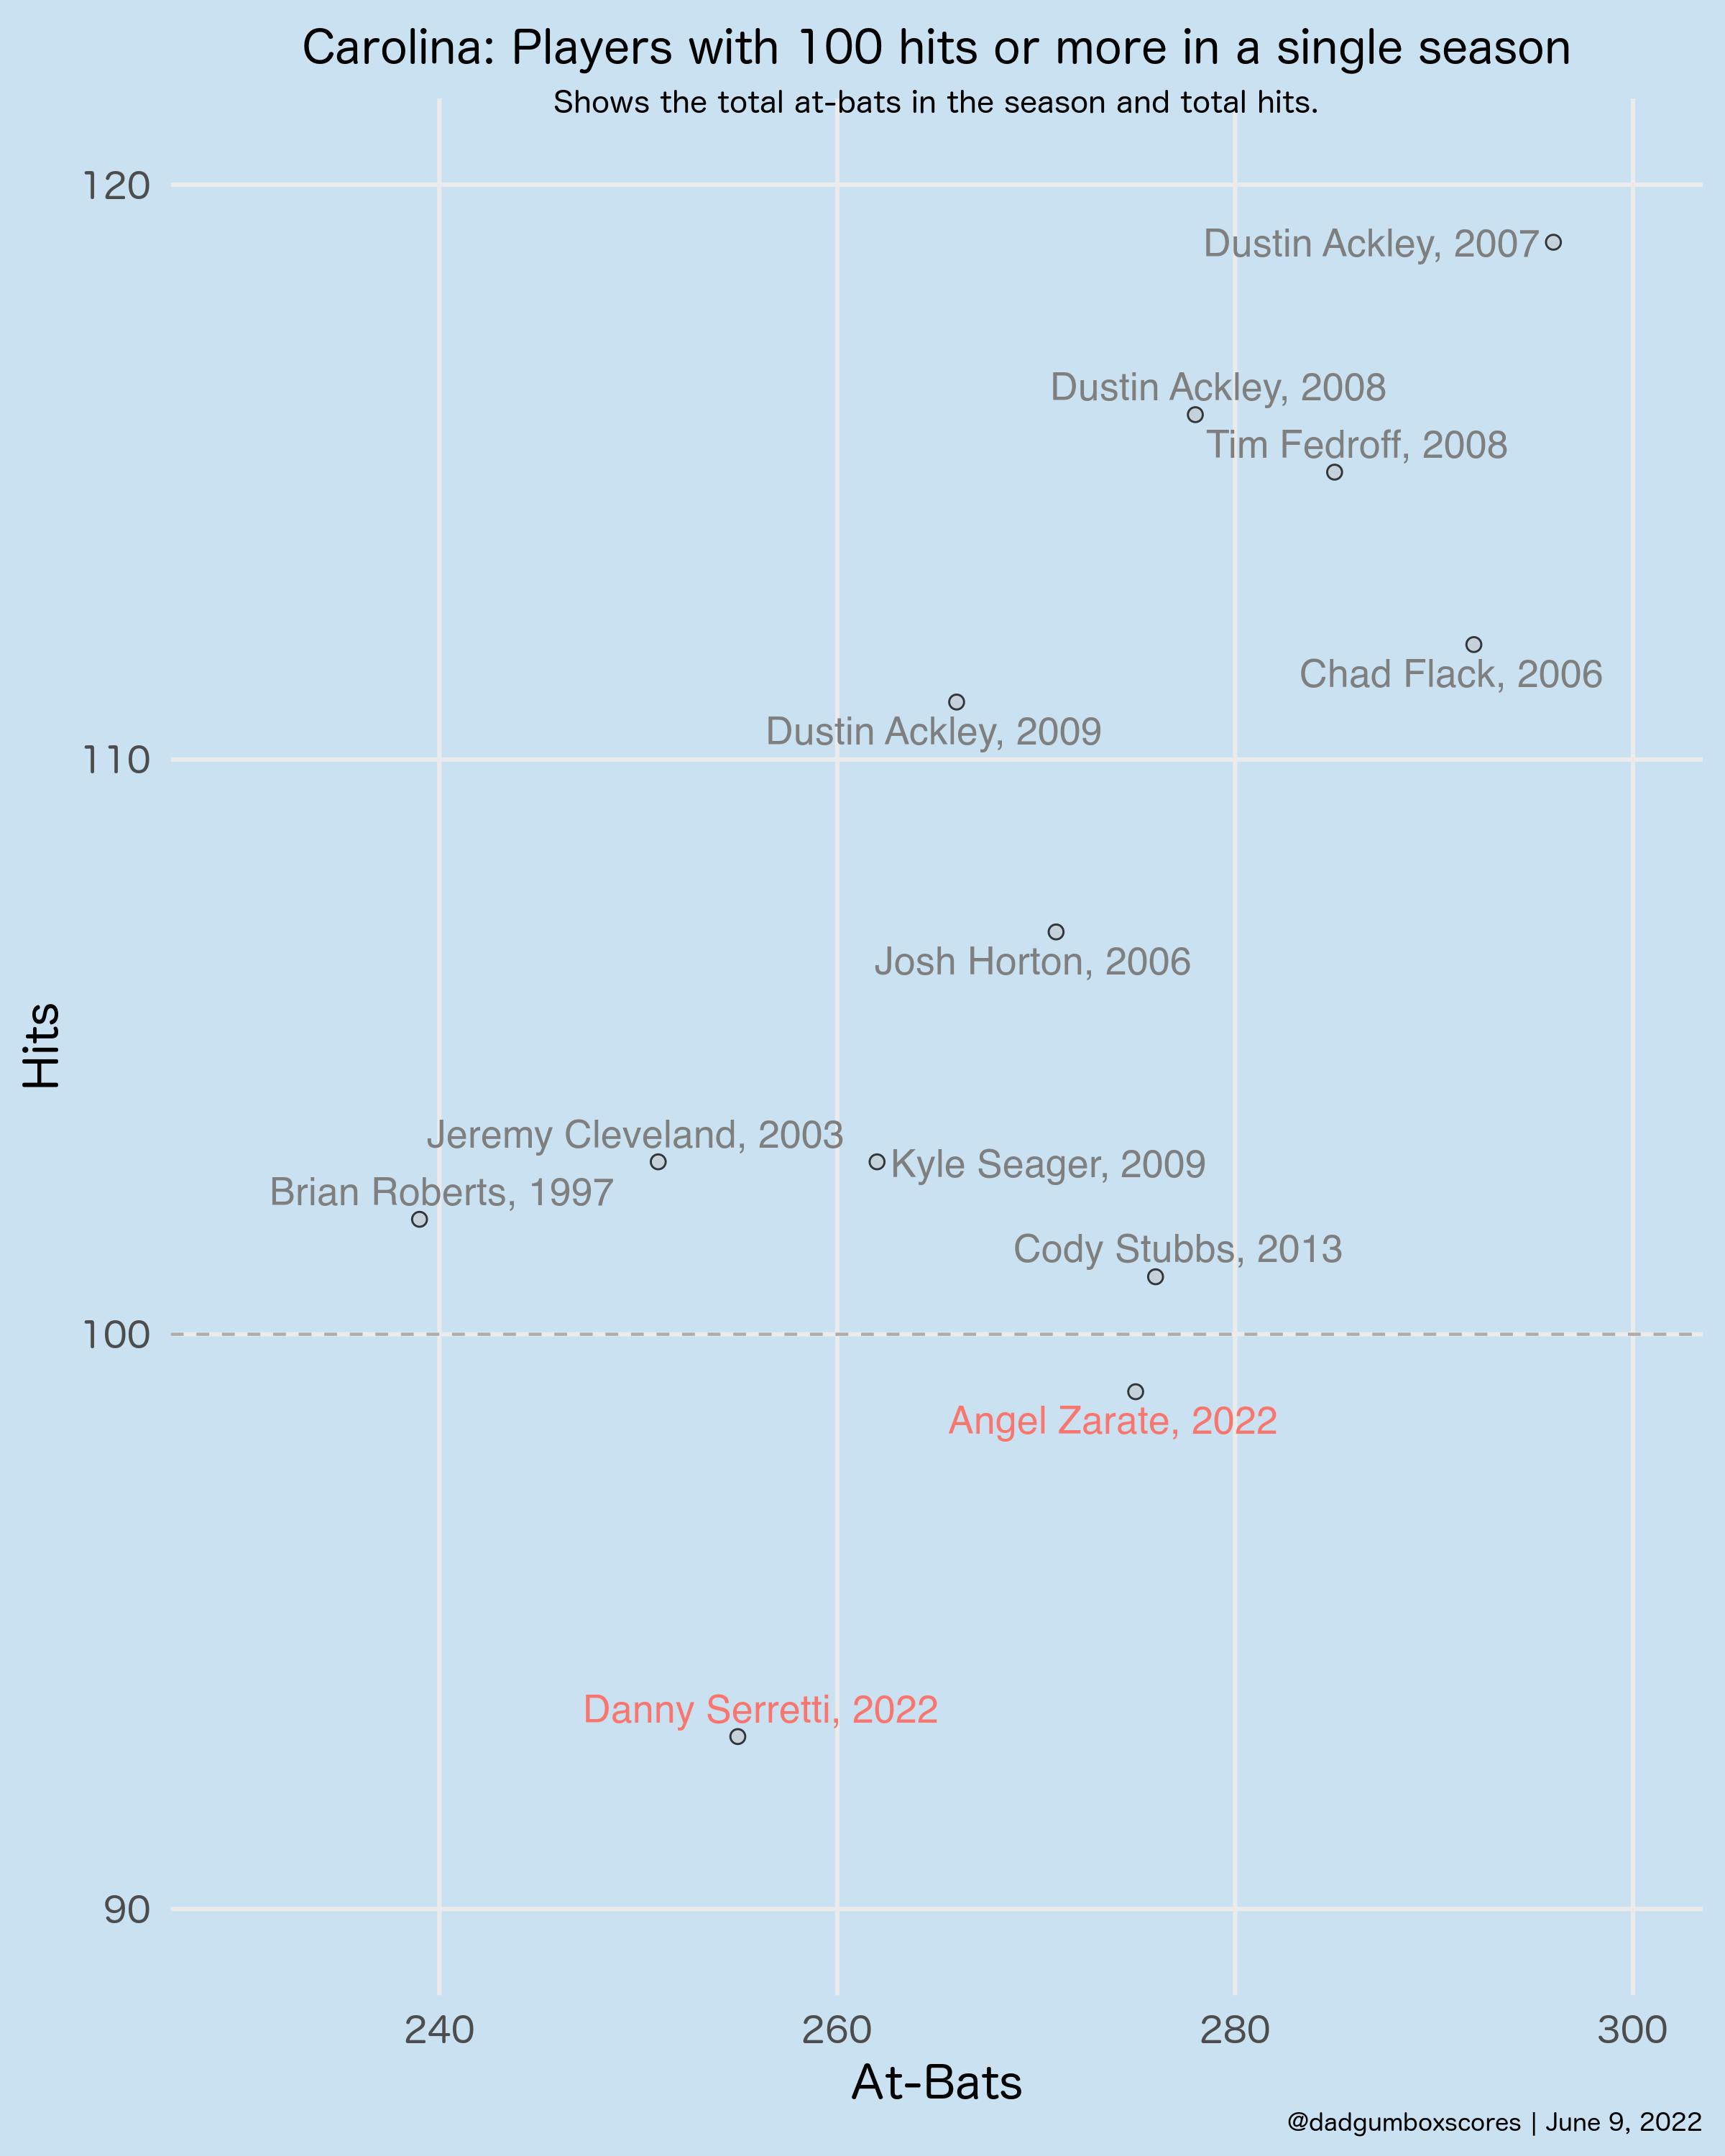 Carolina: Players with 100 hits or more in a single season
Shows the total at-bats in the season and total hits.
120
Dustin Ackley, 2007
Dustin Ackley, 2008
Tim Fedroff, 2008
Chad Flack, 2006
Dustin Ackley, 2009
110
Josh Horton, 2006
Hits
Jeremy Cleveland, 2003
Kyle Seager, 2009
Brian Roberts, 1997
Cody Stubbs, 2013
100
Angel Zarate, 2022
Danny Serretti, 2022
90
240 260 280 300
At-Bats
@dadgumboxscores | June 9, 2022